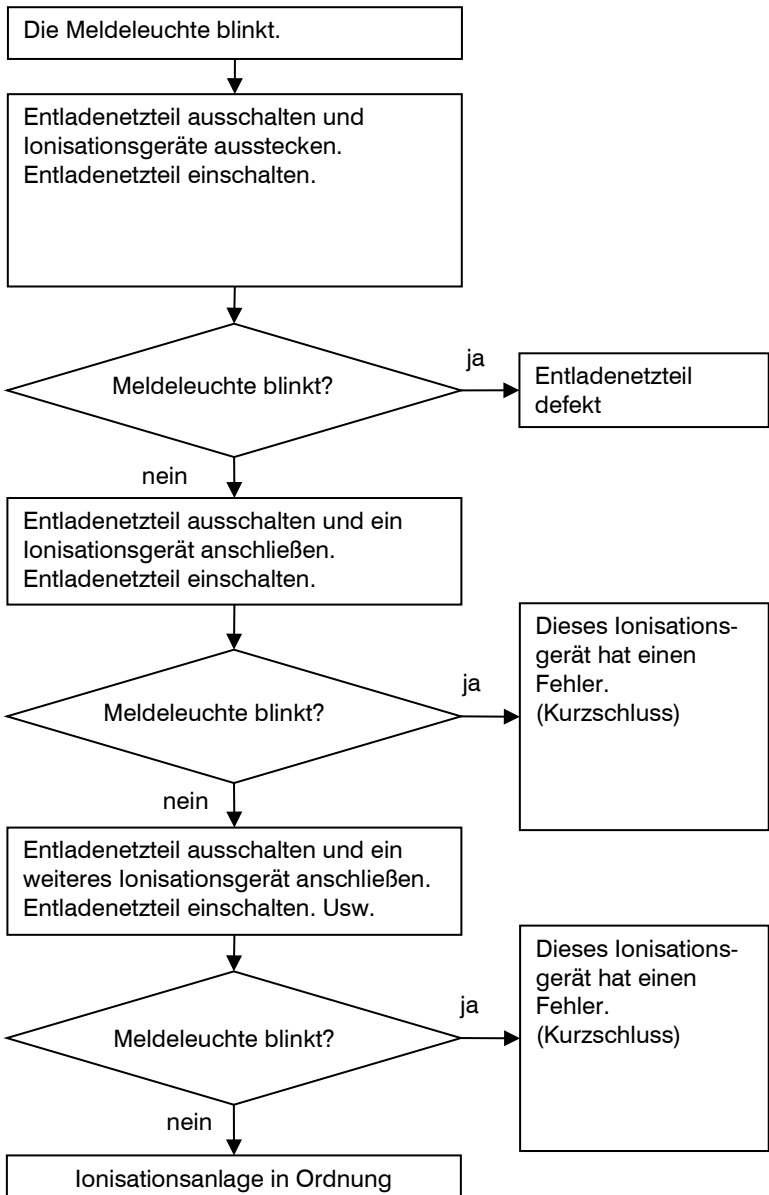 Die Meldeleuchte blinkt.
Entladenetzteil ausschalten und
Ionisationsgeräte ausstecken.
Entladenetzteil einschalten.
Meldeleuchte blinkt?
ja
Entladenetzteil
defekt
nein
Entladenetzteil ausschalten und ein
Ionisationsgerät anschließen.
Entladenetzteil einschalten.
Meldeleuchte blinkt?
ja
Dieses Ionisations-
gerät hat einen
Fehler.
(Kurzschluss)
nein
Entladenetzteil ausschalten und ein
weiteres Ionisationsgerät anschließen.
Entladenetzteil einschalten. Usw.
Meldeleuchte blinkt?
ja
Dieses Ionisations-
gerät hat einen
Fehler.
(Kurzschluss)
nein
Ionisationsanlage in Ordnung